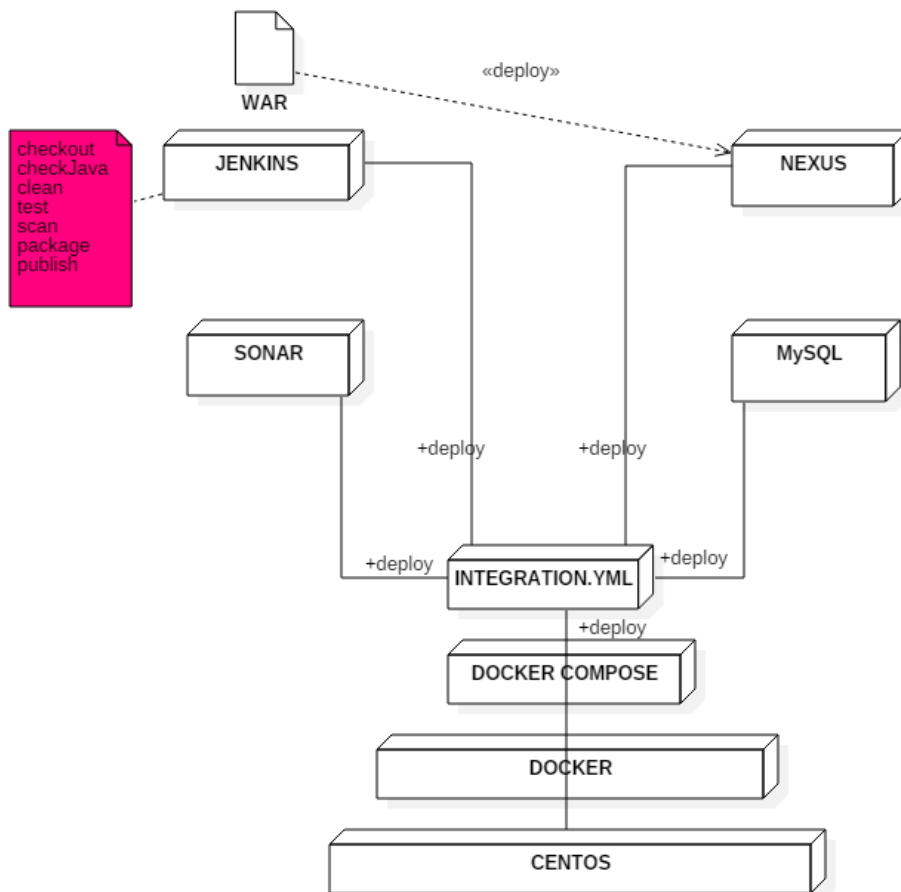 «deploy»
WAR
checkout
checkJava
clean
test
scan
package
publish
JENKINS
NEXUS
SONAR
MySQL
+deploy
+deploy
+deploy
+deploy
INTEGRATION.YML
+deploy
DOCKER COMPOSE
DOCKER
CENTOS